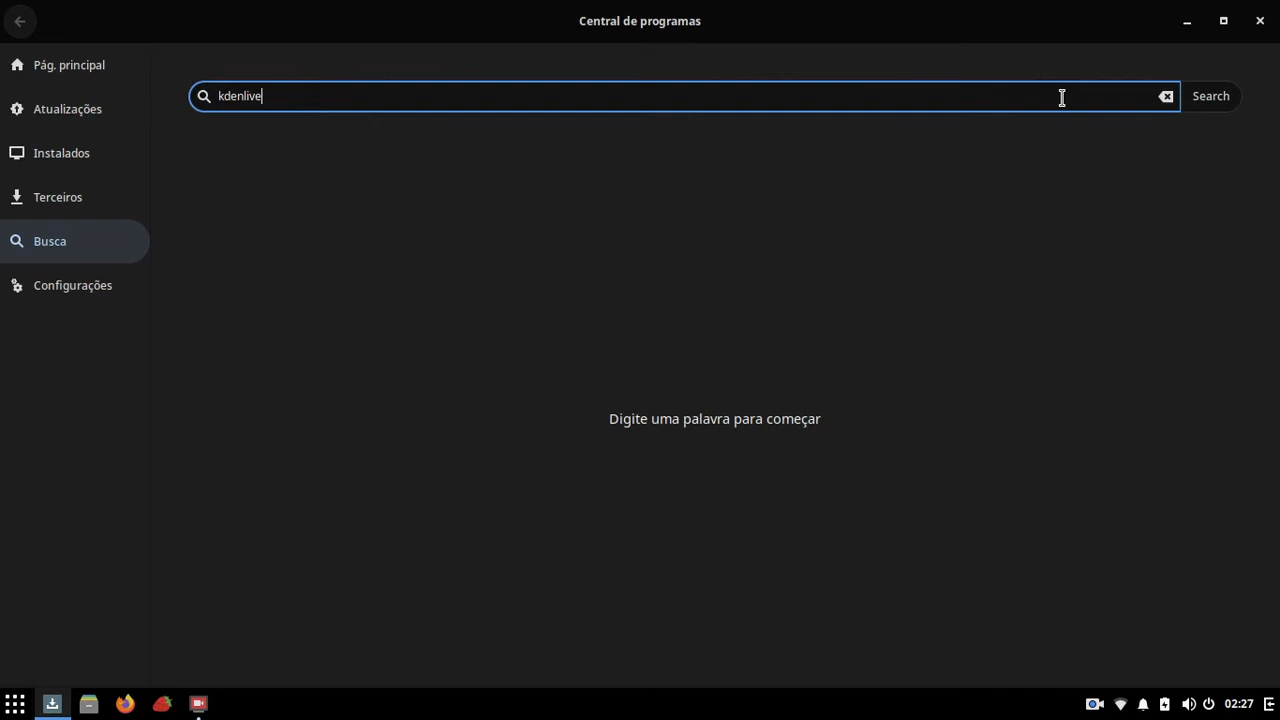 Central de programas
Pág. principal
Atualizações
Instalados
Terceiros
Busca
Configurações
kdenlive
Search
Digite uma palavra para começar
02:27